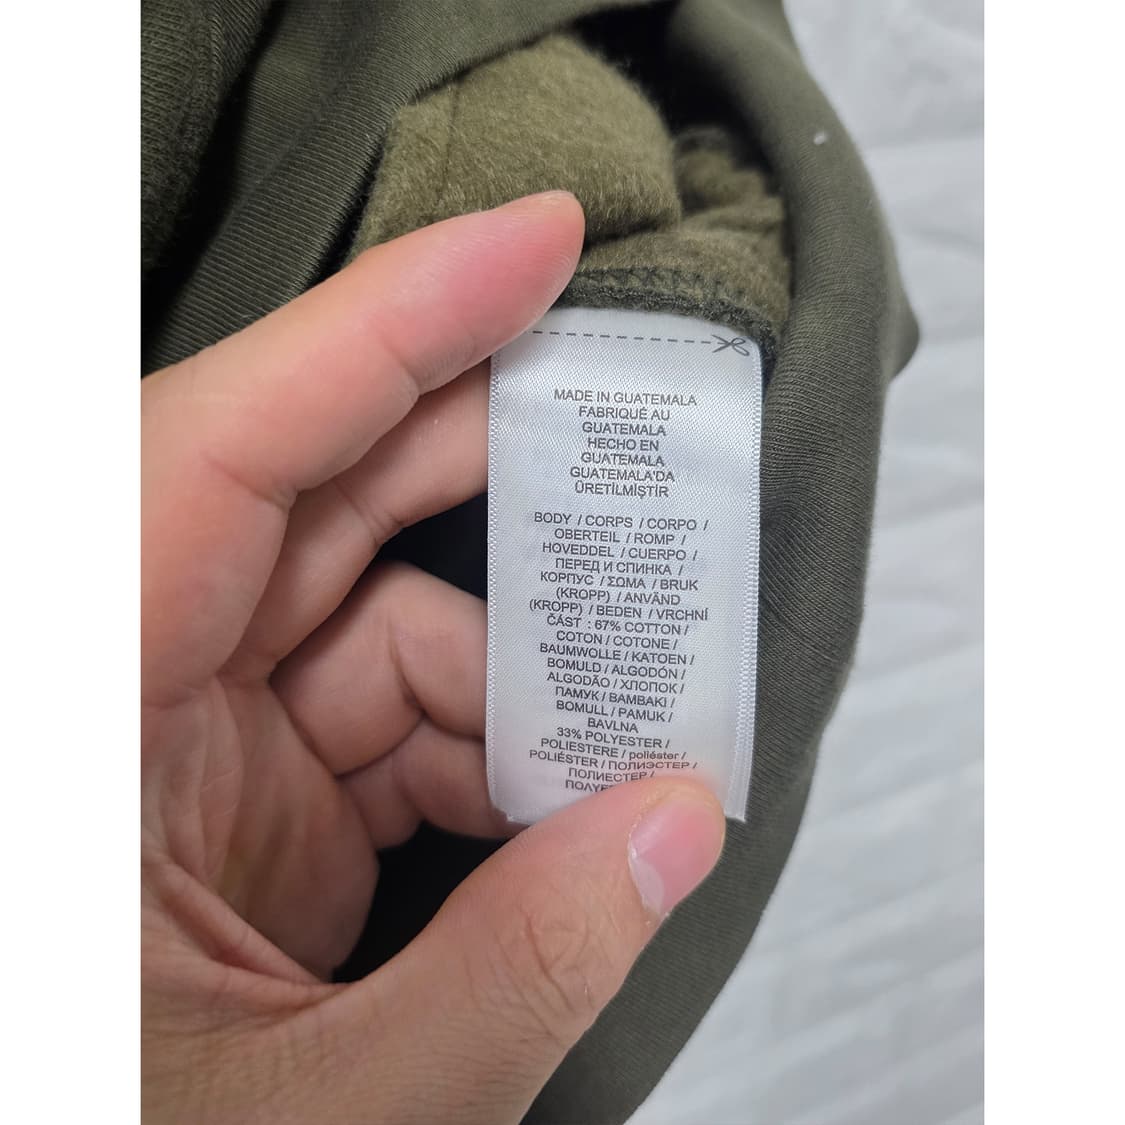 MADE IN GUATEMALA
FABRIQUÉ AU
GUATEMALA
HECHO EN
GUATEMALA
GUATEMALA'DA
ÜRETİLMİŞTİR
BODY / CORPS / CORPO /
OBERTEIL / ROMP /
HOVEDDEL / CUERPO /
ПЕРЕД И СПИНКА /
КОРПУС / ΣΩΜΑ / BRUK
(KROPP) / ANVÄND
(KROPP) / BEDEN / VRCHNÍ
ČÁST : 67% COTTON /
COTON / COTONE /
BAUMWOLLE / KATOEN /
BOMULD / ALGODÓN /
ALGODÃO / ХЛОПОК /
ПАМУК / ΒΑΜΒΑΚΙ /
BOMULL / PAMUK /
BAVLNA
33% POLYESTER /
POLIESTERE / poliéster /
POLIÉSTER / ПОЛИЭСТЕР /
ПОЛИЕСТЕР /